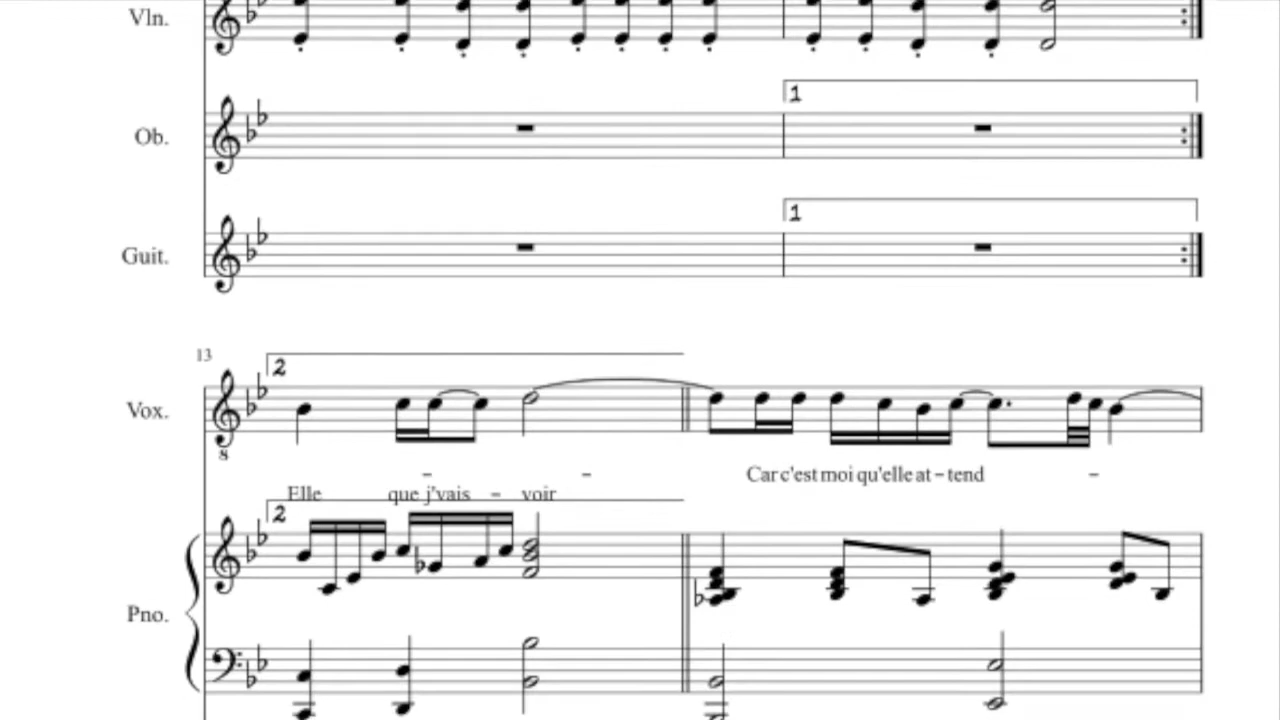 Vln.
1
Ob.
1
Guit.
13
2
Vox.
8
Car c'est moi qu'elle at – tend –
Elle que j'vais – voir
2
Pno.